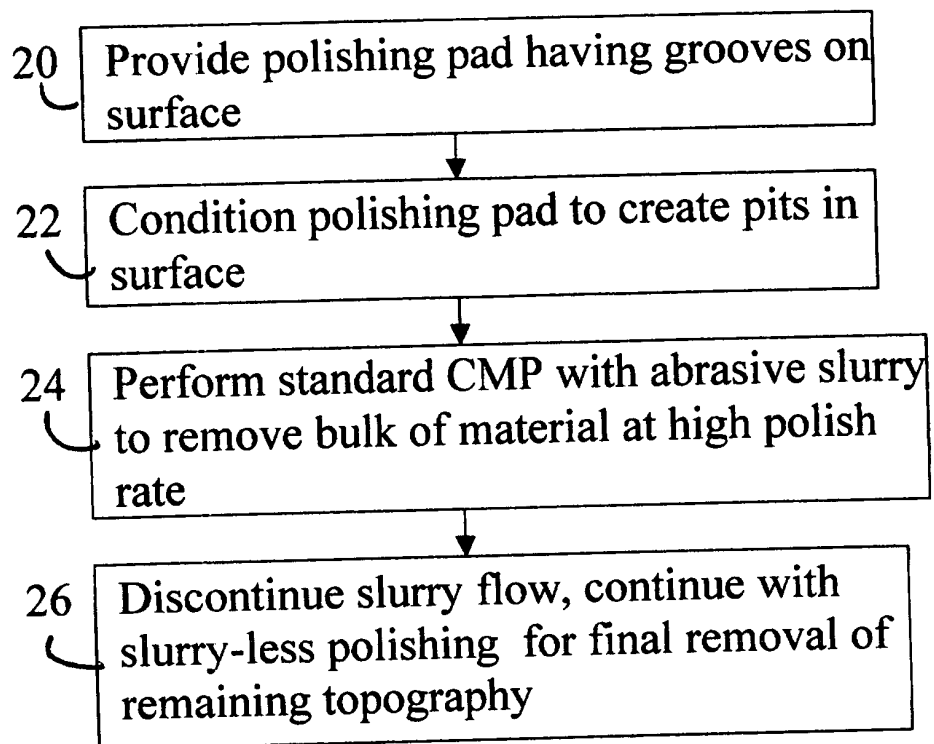 20 Provide polishing pad having grooves on
surface
22 Condition polishing pad to create pits in
surface
24 Perform standard CMP with abrasive slurry
to remove bulk of material at high polish
rate
26 Discontinue slurry flow, continue with
slurry-less polishing for final removal of
remaining topography